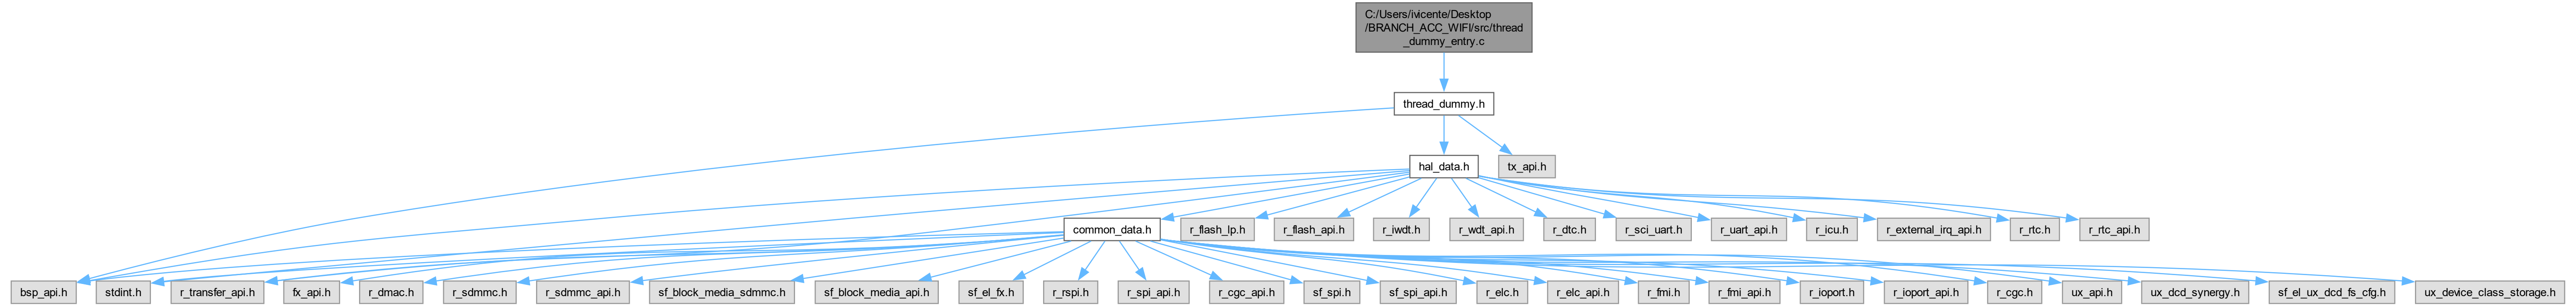 C:/Users/ivicente/Desktop
/BRANCH_ACC_WIFI/src/thread
_dummy_entry.c
thread_dummy.h
hal_data.h
tx_api.h
common_data.h
r_flash_lp.h
r_flash_api.h
r_iwdt.h
r_wdt_api.h
r_dtc.h
r_sci_uart.h
r_uart_api.h
r_icu.h
r_external_irq_api.h
r_rtc.h
r_rtc_api.h
bsp_api.h
stdint.h
r_transfer_api.h
fx_api.h
r_dmac.h
r_sdmmc.h
r_sdmmc_api.h
sf_block_media_sdmmc.h
sf_block_media_api.h
sf_el_fx.h
r_rspi.h
r_spi_api.h
r_cgc_api.h
sf_spi.h
sf_spi_api.h
r_elc.h
r_elc_api.h
r_fmi.h
r_fmi_api.h
r_ioport.h
r_ioport_api.h
r_cgc.h
ux_api.h
ux_dcd_synergy.h
sf_el_ux_dcd_fs_cfg.h
ux_device_class_storage.h